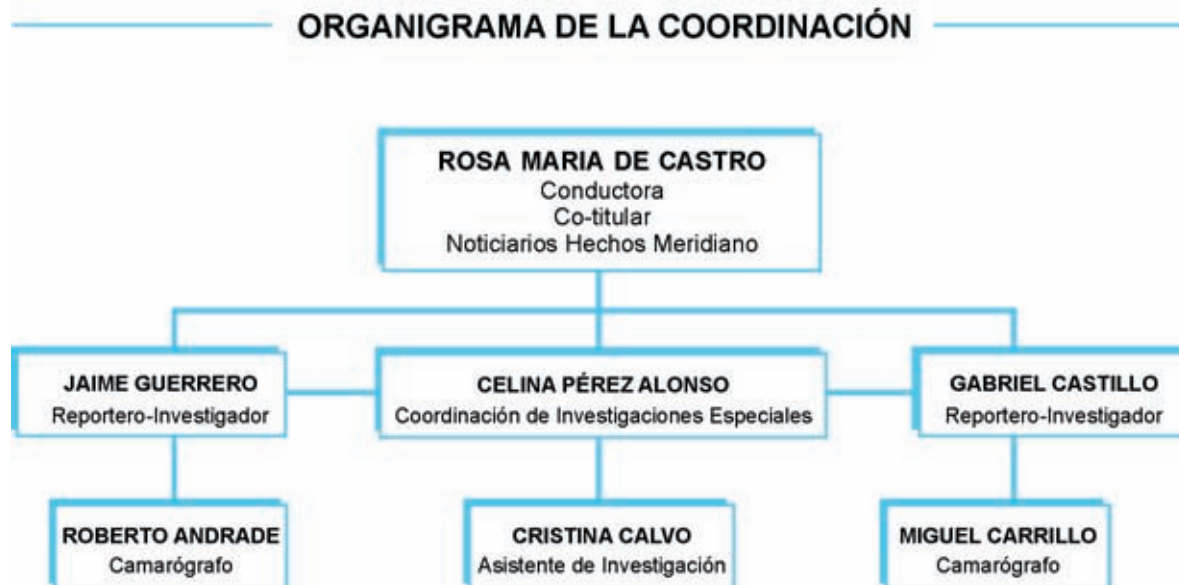 ORGANIGRAMA DE LA COORDINACIÓN
ROSA MARIA DE CASTRO
Conductora
Co-titular
Noticiarios Hechos Meridiano
JAIME GUERRERO
Reportero-Investigador
CELINA PÉREZ ALONSO
Coordinación de Investigaciones Especiales
GABRIEL CASTILLO
Reportero-Investigador
ROBERTO ANDRADE
Camarógrafo
CRISTINA CALVO
Asistente de Investigación
MIGUEL CARRILLO
Camarógrafo